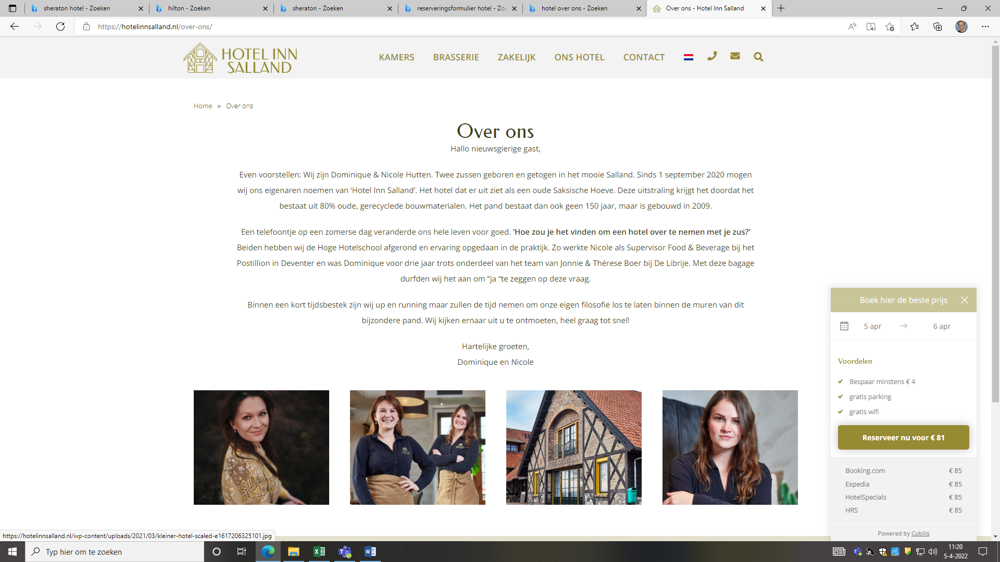 sheraton hotel - Zoeken
hilton - Zoeken
sheraton - Zoeken
reserveringsformulier hotel - Zoe
hotel over ons - Zoeken
Over ons - Hotel Inn Salland
https://hotelinnsalland.nl/over-ons/
HOTEL INN
SALLAND
KAMERS BRASSERIE ZAKELIJK ONS HOTEL CONTACT
Home » Over ons
Over ons
Hallo nieuwsgierige gast,
Even voorstellen: Wij zijn Dominique & Nicole Hutten. Twee zussen geboren en getogen in het mooie Salland. Sinds 1 september 2020 mogen
wij ons eigenaren noemen van ‘Hotel Inn Salland’. Het hotel dat er uit ziet als een oude Saksische Hoeve. Deze uitstraling krijgt het doordat het
bestaat uit 80% oude, gerecyclede bouwmaterialen. Het pand bestaat dan ook geen 150 jaar, maar is gebouwd in 2009.
Een telefoontje op een zomerse dag veranderde ons hele leven voor goed. ‘Hoe zou je het vinden om een hotel over te nemen met je zus?’
Beiden hebben wij de Hoge Hotelschool afgerond en ervaring opgedaan in de praktijk. Zo werkte Nicole als Supervisor Food & Beverage bij het
Postillion in Deventer en was Dominique voor drie jaar trots onderdeel van het team van Jonnie & Thérese Boer bij De Librije. Met deze bagage
durfden wij het aan om “ja “te zeggen op deze vraag.
Binnen een kort tijdsbestek zijn wij up en running maar zullen de tijd nemen om onze eigen filosofie los te laten binnen de muren van dit
bijzondere pand. Wij kijken ernaar uit u te ontmoeten, heel graag tot snel!
Hartelijke groeten,
Dominique en Nicole
HOTEL INN SALLAND
Boek hier de beste prijs
5 apr → 6 apr
Voordelen
Bespaar minstens € 4
gratis parking
gratis wifi
Reserveer nu voor € 81
Booking.com € 85
Expedia € 85
HotelSpecials € 85
HRS € 85
Powered by Cubilis
https://hotelinnsalland.nl/wp-content/uploads/2021/03/kleiner-hotel-scaled-e1617206325101.jpg
Typ hier om te zoeken
11:20
5-4-2022